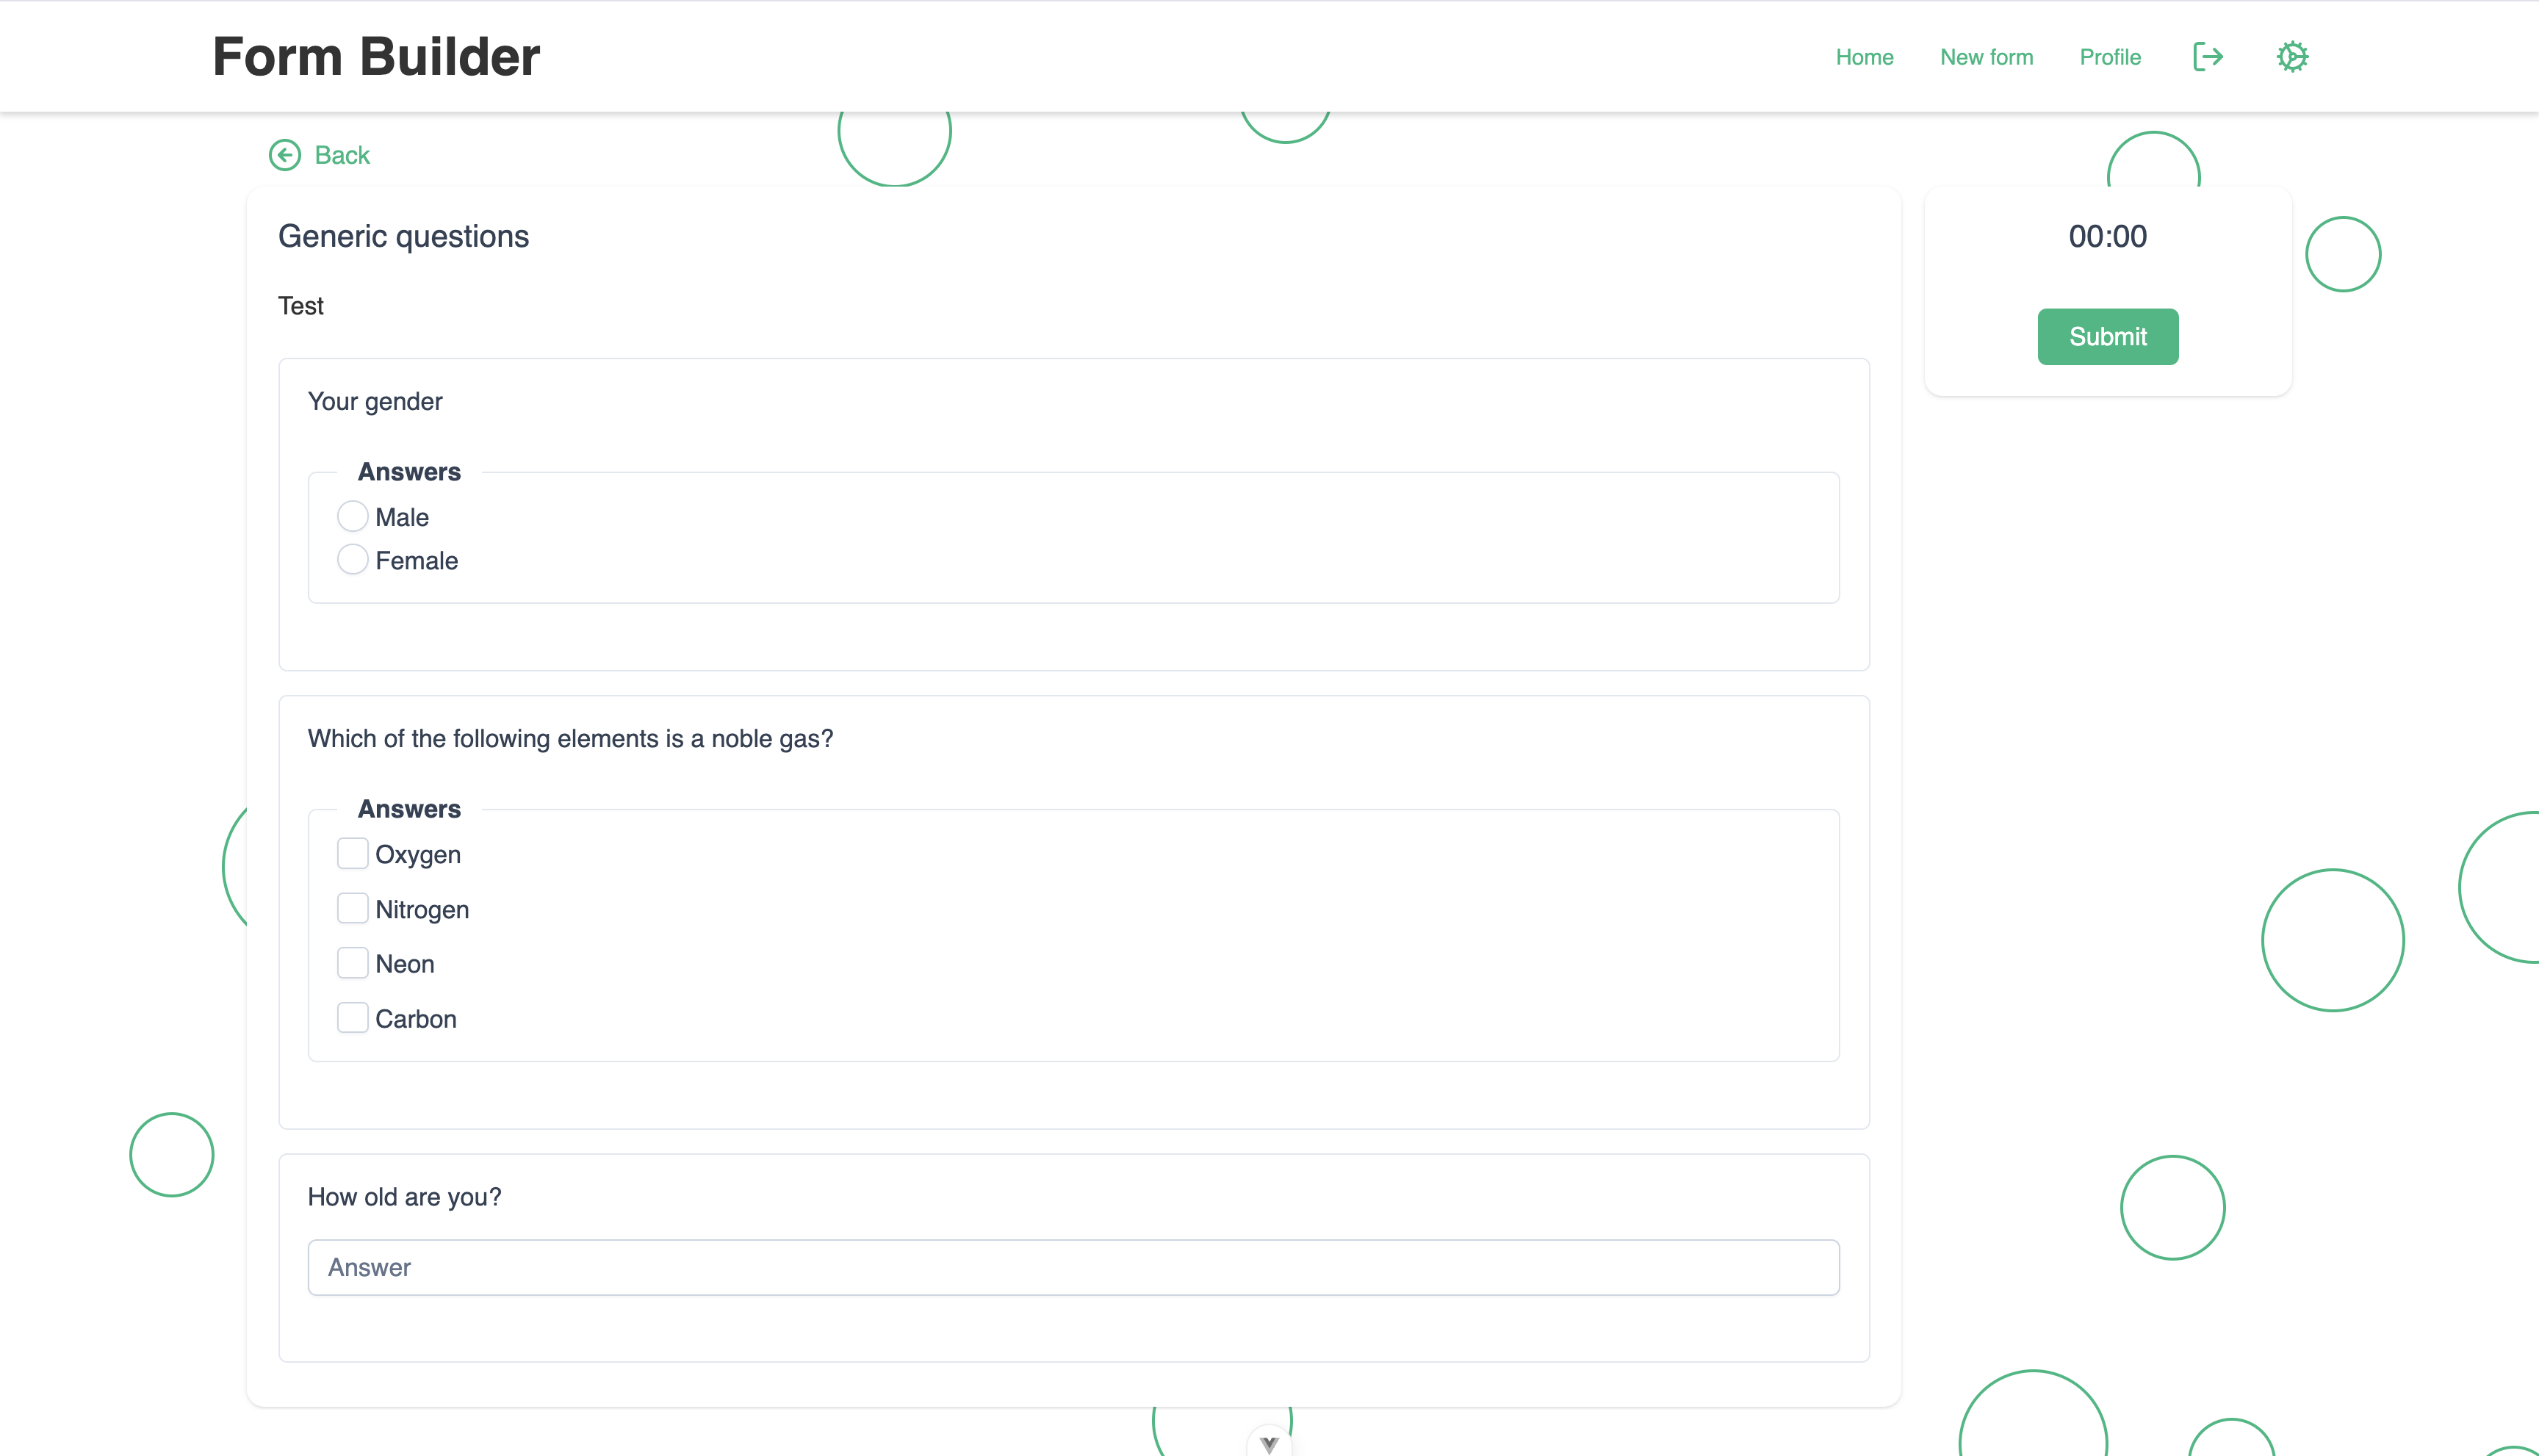 Form Builder
Home
New form
Profile
Back
Generic questions
00:00
Test
Submit
Your gender
Answers
Male
Female
Which of the following elements is a noble gas?
Answers
Oxygen
Nitrogen
Neon
Carbon
How old are you?
Answer